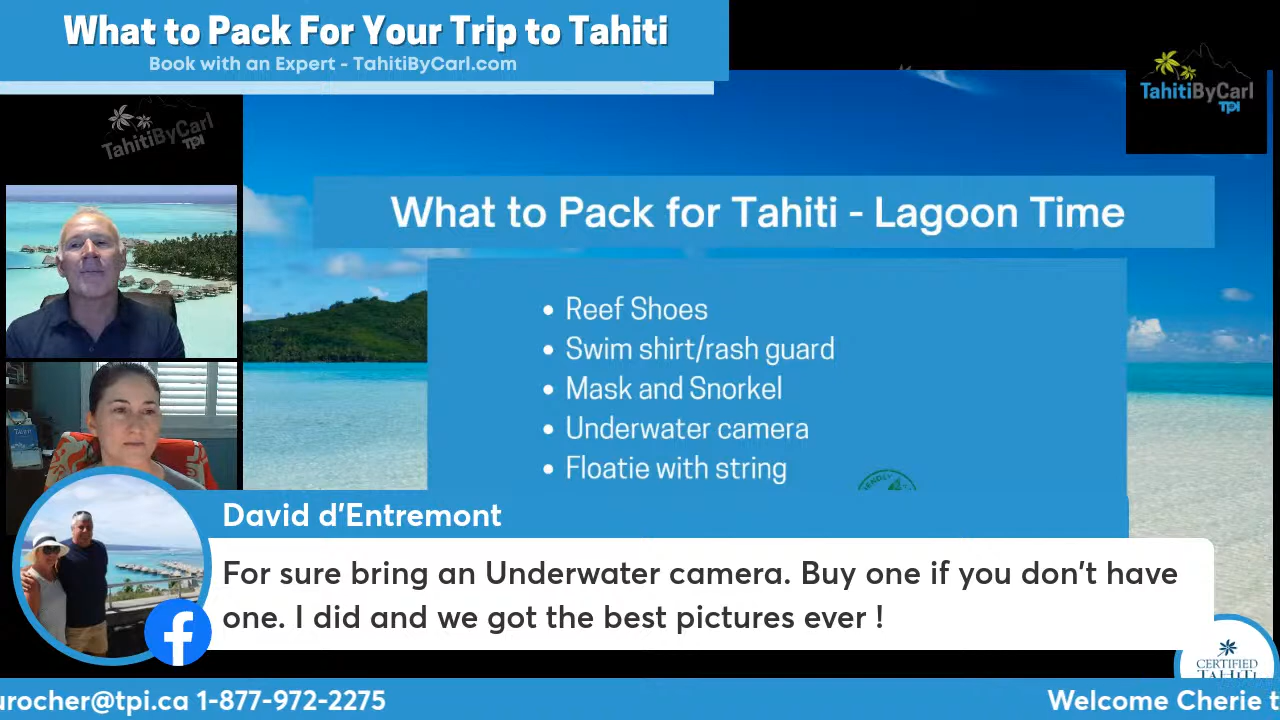 What to Pack For Your Trip to Tahiti
Book with an Expert - TahitiByCarl.com
TahitiByCarl
TPI
TahitiByCarl
TPI
What to Pack for Tahiti - Lagoon Time
• Reef Shoes
• Swim shirt/rash guard
• Mask and Snorkel
• Underwater camera
• Floatie with string
David d'Entremont
For sure bring an Underwater camera. Buy one if you don't have
one. I did and we got the best pictures ever !
CERTIFIED
TAHITI
urocher@tpi.ca 1-877-972-2275
Welcome Cherie t